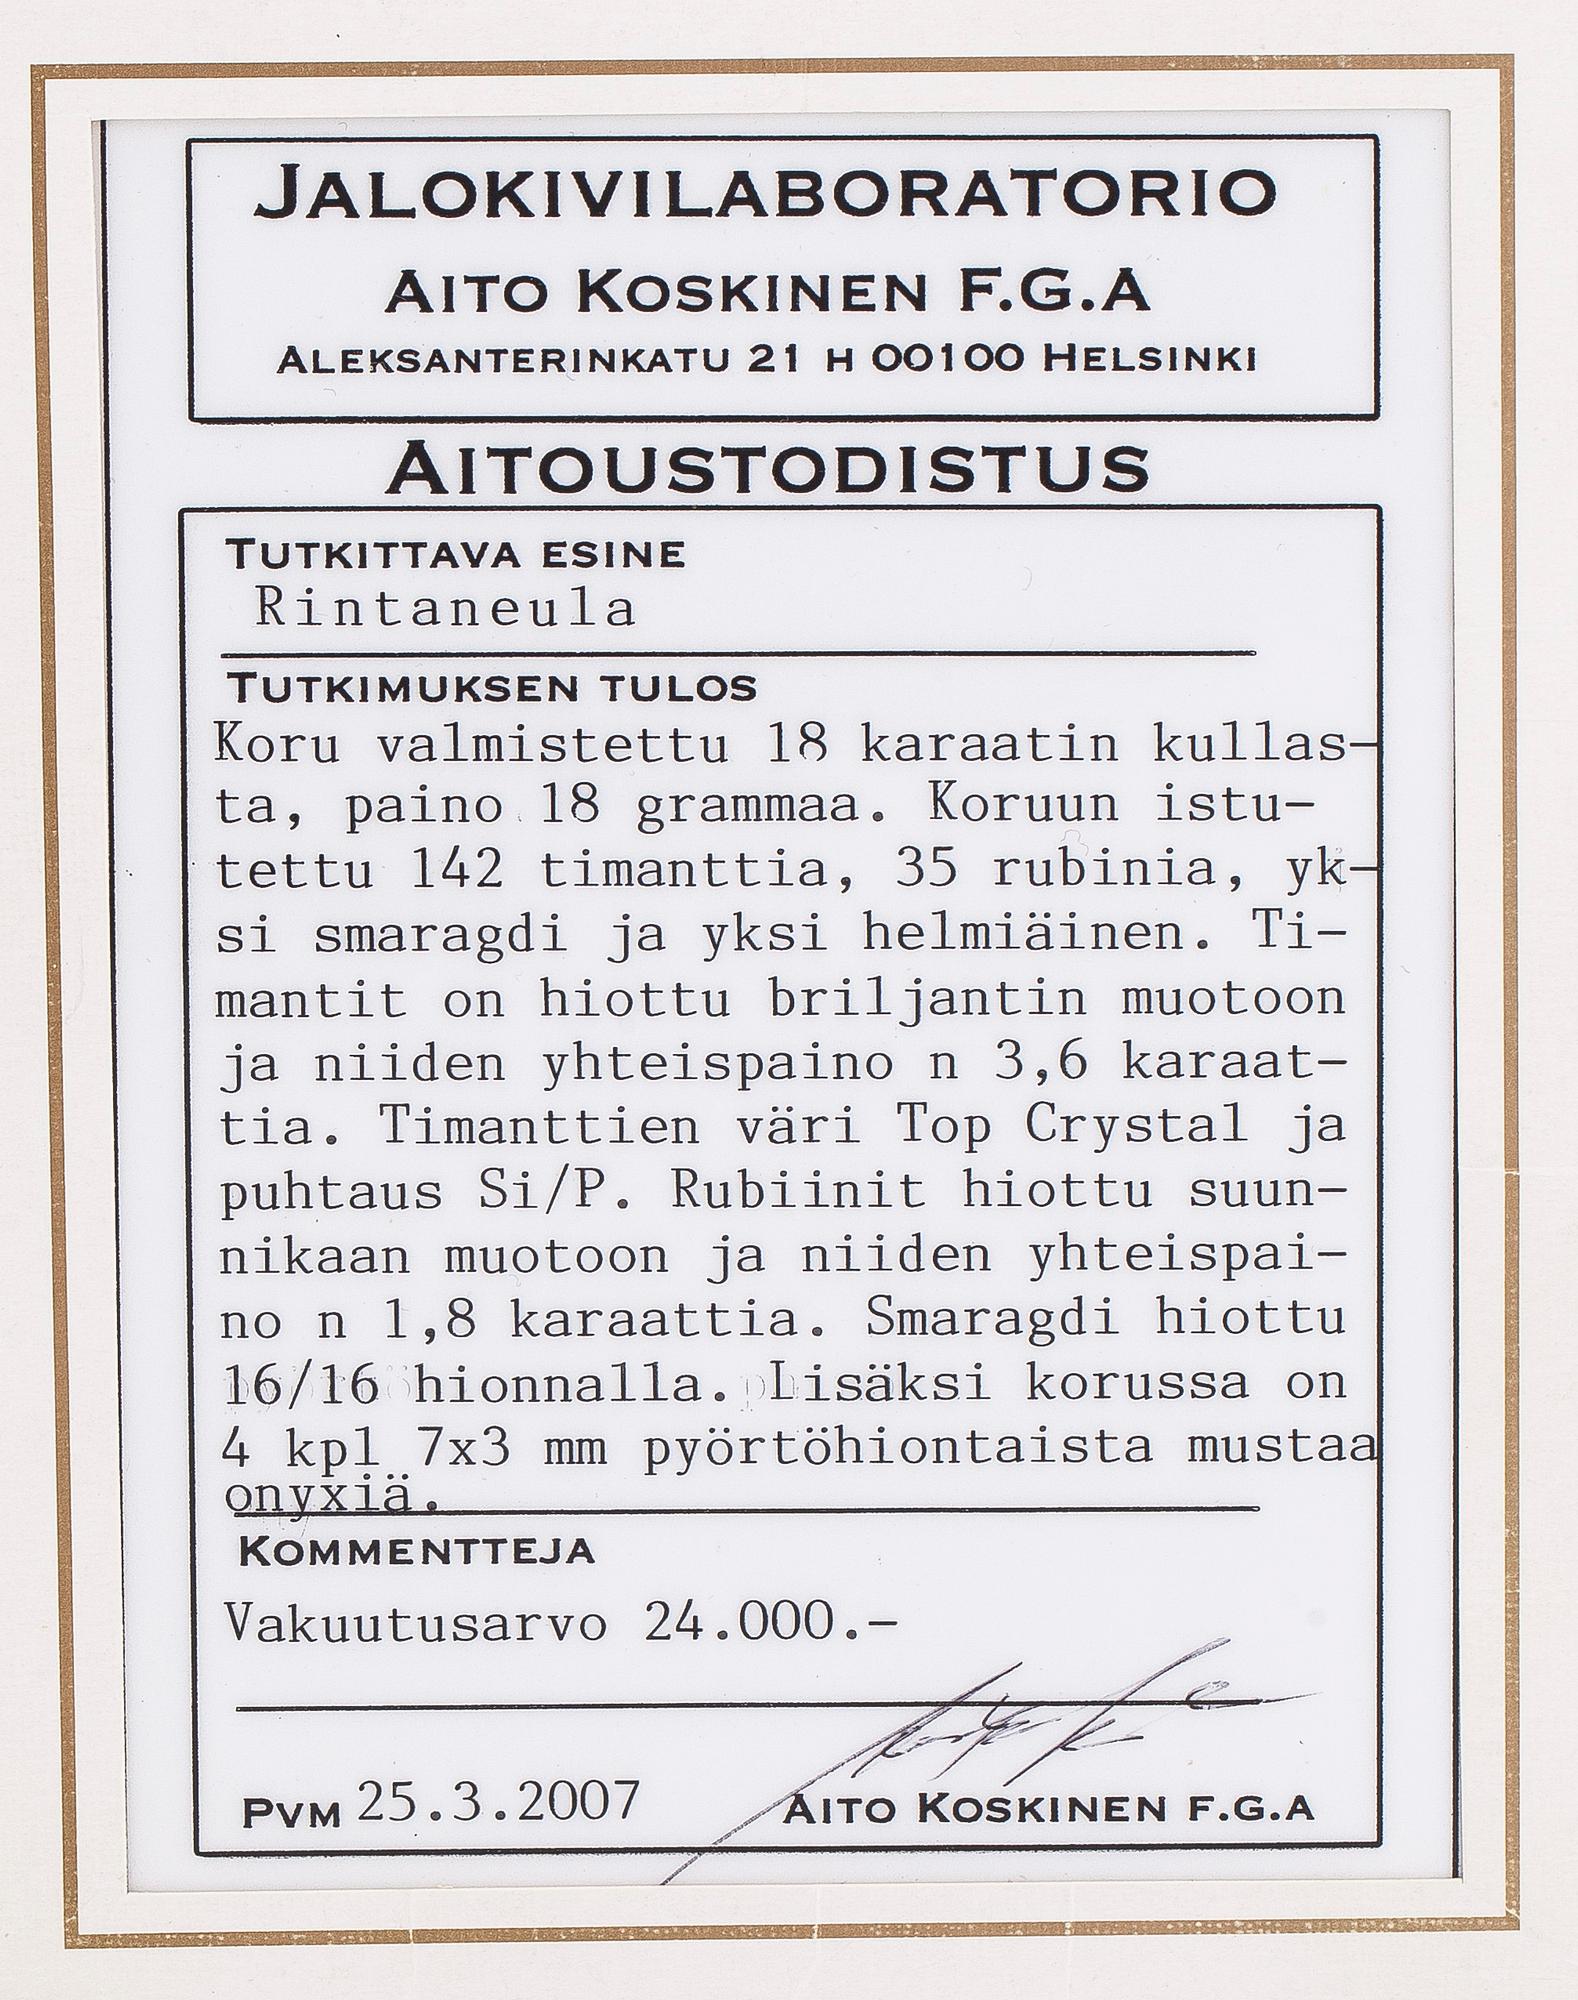 JALOKIVILABORATORIO
AITO KOSKINEN F.G.A
ALEKSANTERINKATU 21 H 00100 HELSINKI
AITOUSTODISTUS
TUTKITTAVA ESINE
Rintaneula
TUTKIMUKSEN TULOS
Koru valmistettu 18 karaatin kullas-
ta, paino 18 grammaa. Koruun istu-
tettu 142 timanttia, 35 rubinia, yk-
si smaragdi ja yksi helmiäinen. Ti-
mantit on hiottu briljantin muotoon
ja niiden yhteispaino n 3,6 karaat-
tia. Timanttien väri Top Crystal ja
puhtaus Si/P. Rubiinit hiottu suun-
nikaan muotoon ja niiden yhteispai-
no n 1,8 karaattia. Smaragdi hiottu
16/16 hionnalla. Lisäksi korussa on
4 kpl 7x3 mm pyörtöhiontaista mustaa
onyxiä.
KOMMENTTEJA
Vakuutusarvo 24.000.-
PVM 25.3.2007
AITO KOSKINEN F.G.A